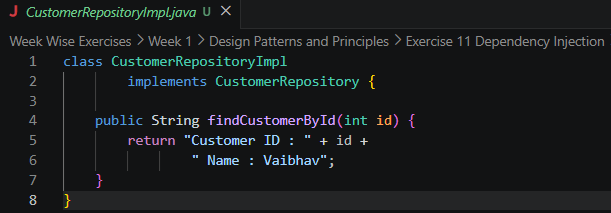 J CustomerRepositoryImpl.java U X
Week Wise Exercises > Week 1 > Design Patterns and Principles > Exercise 11 Dependency Injection
1 class CustomerRepositoryImpl
2         implements CustomerRepository {
3
4     public String findCustomerById(int id) {
5         return "Customer ID : " + id +
6                 " Name : Vaibhav";
7     }
8 }